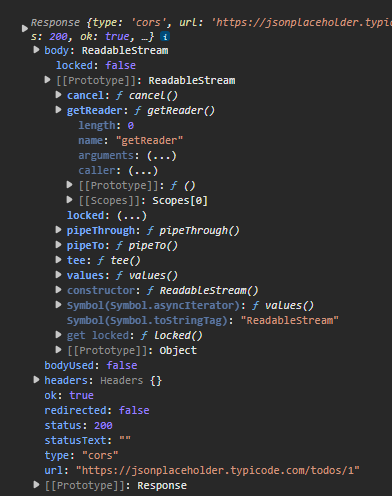 Response {type: 'cors', url: 'https://jsonplaceholder.typic
s: 200, ok: true, …} i
body: ReadableStream
locked: false
[[Prototype]]: ReadableStream
cancel: ƒ cancel()
getReader: ƒ getReader()
length: 0
name: "getReader"
arguments: (...)
caller: (...)
[[Prototype]]: ƒ ()
[[Scopes]]: Scopes[0]
locked: (...)
pipeThrough: ƒ pipeThrough()
pipeTo: ƒ pipeTo()
tee: ƒ tee()
values: ƒ values()
constructor: ƒ ReadableStream()
Symbol(Symbol.asyncIterator): ƒ values()
Symbol(Symbol.toStringTag): "ReadableStream"
get locked: ƒ locked()
[[Prototype]]: Object
bodyUsed: false
headers: Headers {}
ok: true
redirected: false
status: 200
statusText: ""
type: "cors"
url: "https://jsonplaceholder.typicode.com/todos/1"
[[Prototype]]: Response